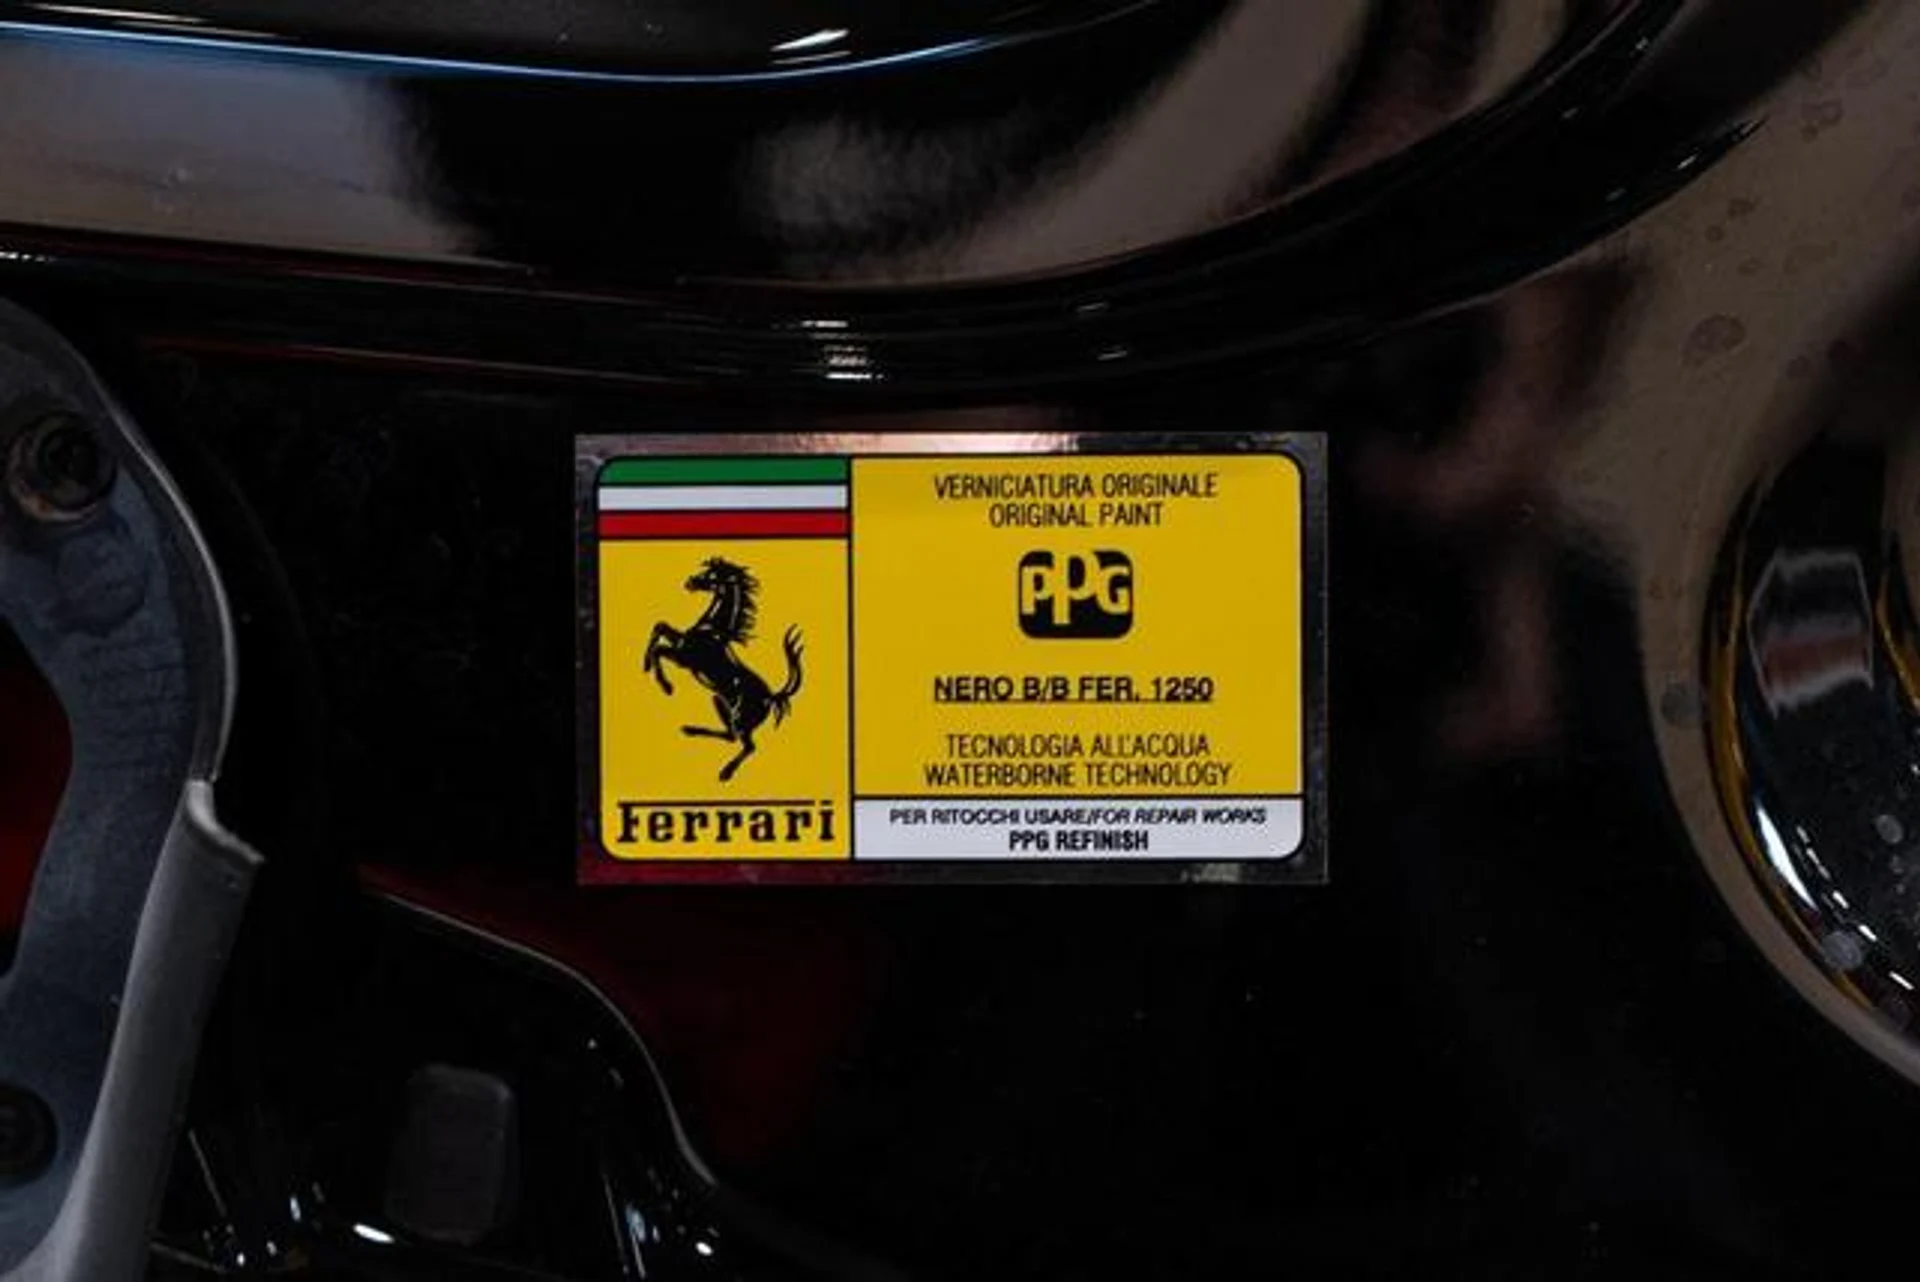 VERNICIATURA ORIGINALE
ORIGINAL PAINT
PPG
NERO B/B FER. 1250
TECNOLOGIA ALL'ACQUA
WATERBORNE TECHNOLOGY
PER RITOCCHI USARE/FOR REPAIR WORKS
PPG REFINISH
Ferrari